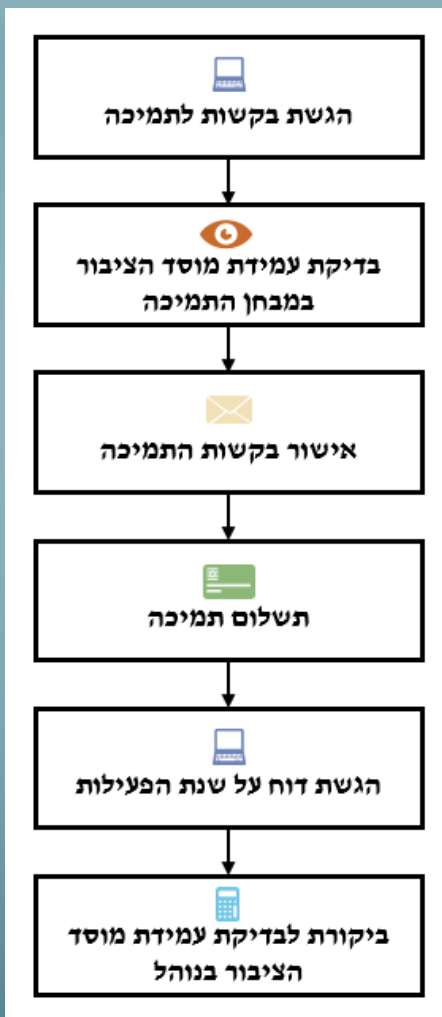 הגשת בקשות לתמיכה
בדיקת עמידת מוסד הציבור
במבחן התמיכה
אישור בקשות התמיכה
תשלום תמיכה
הגשת דוח על שנת הפעילות
ביקורת לבדיקת עמידת מוסד
הציבור בנוהל